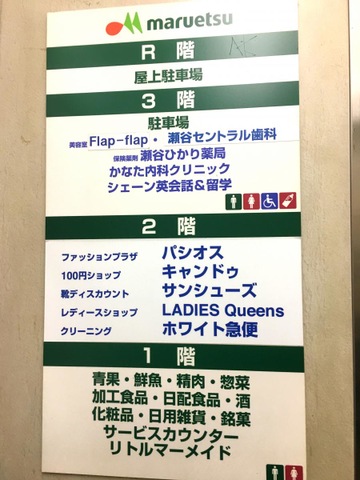 maruetsu
R 階
屋上駐車場
3 階
駐車場
美容室 Flap-flap・ 瀬谷セントラル歯科
保険薬剤 瀬谷ひかり薬局
かなた内科クリニック
シェーン英会話&留学
2 階
ファッションプラザ パシオス
100円ショップ キャンドゥ
靴ディスカウント サンシューズ
レディースショップ LADIES Queens
クリーニング ホワイト急便
1 階
青果・鮮魚・精肉・惣菜
加工食品・日配食品・酒
化粧品・日用雑貨・銘菓
サービスカウンター
リトルマーメイド